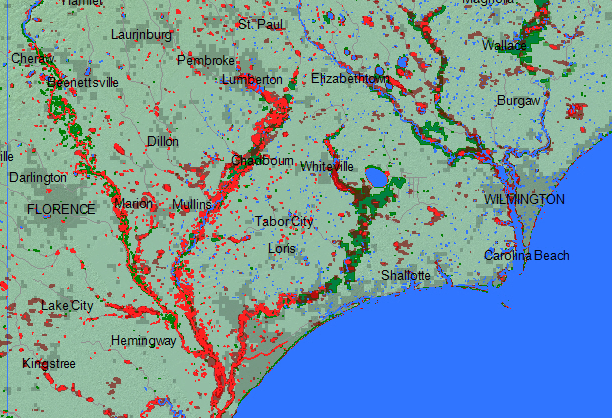 Hamlet
Magnolia
St. Paul
Laurinburg
Wallace
Cheraw
Pembroke
Lumberton
Elizabethtown
Bennettsville
Burgaw
Dillon
ville
Chadbourn
Whiteville
Darlington
Marion
Mullins
WILMINGTON
FLORENCE
Tabor City
Loris
Carolina Beach
Shallotte
Lake City
Hemingway
Kingstree